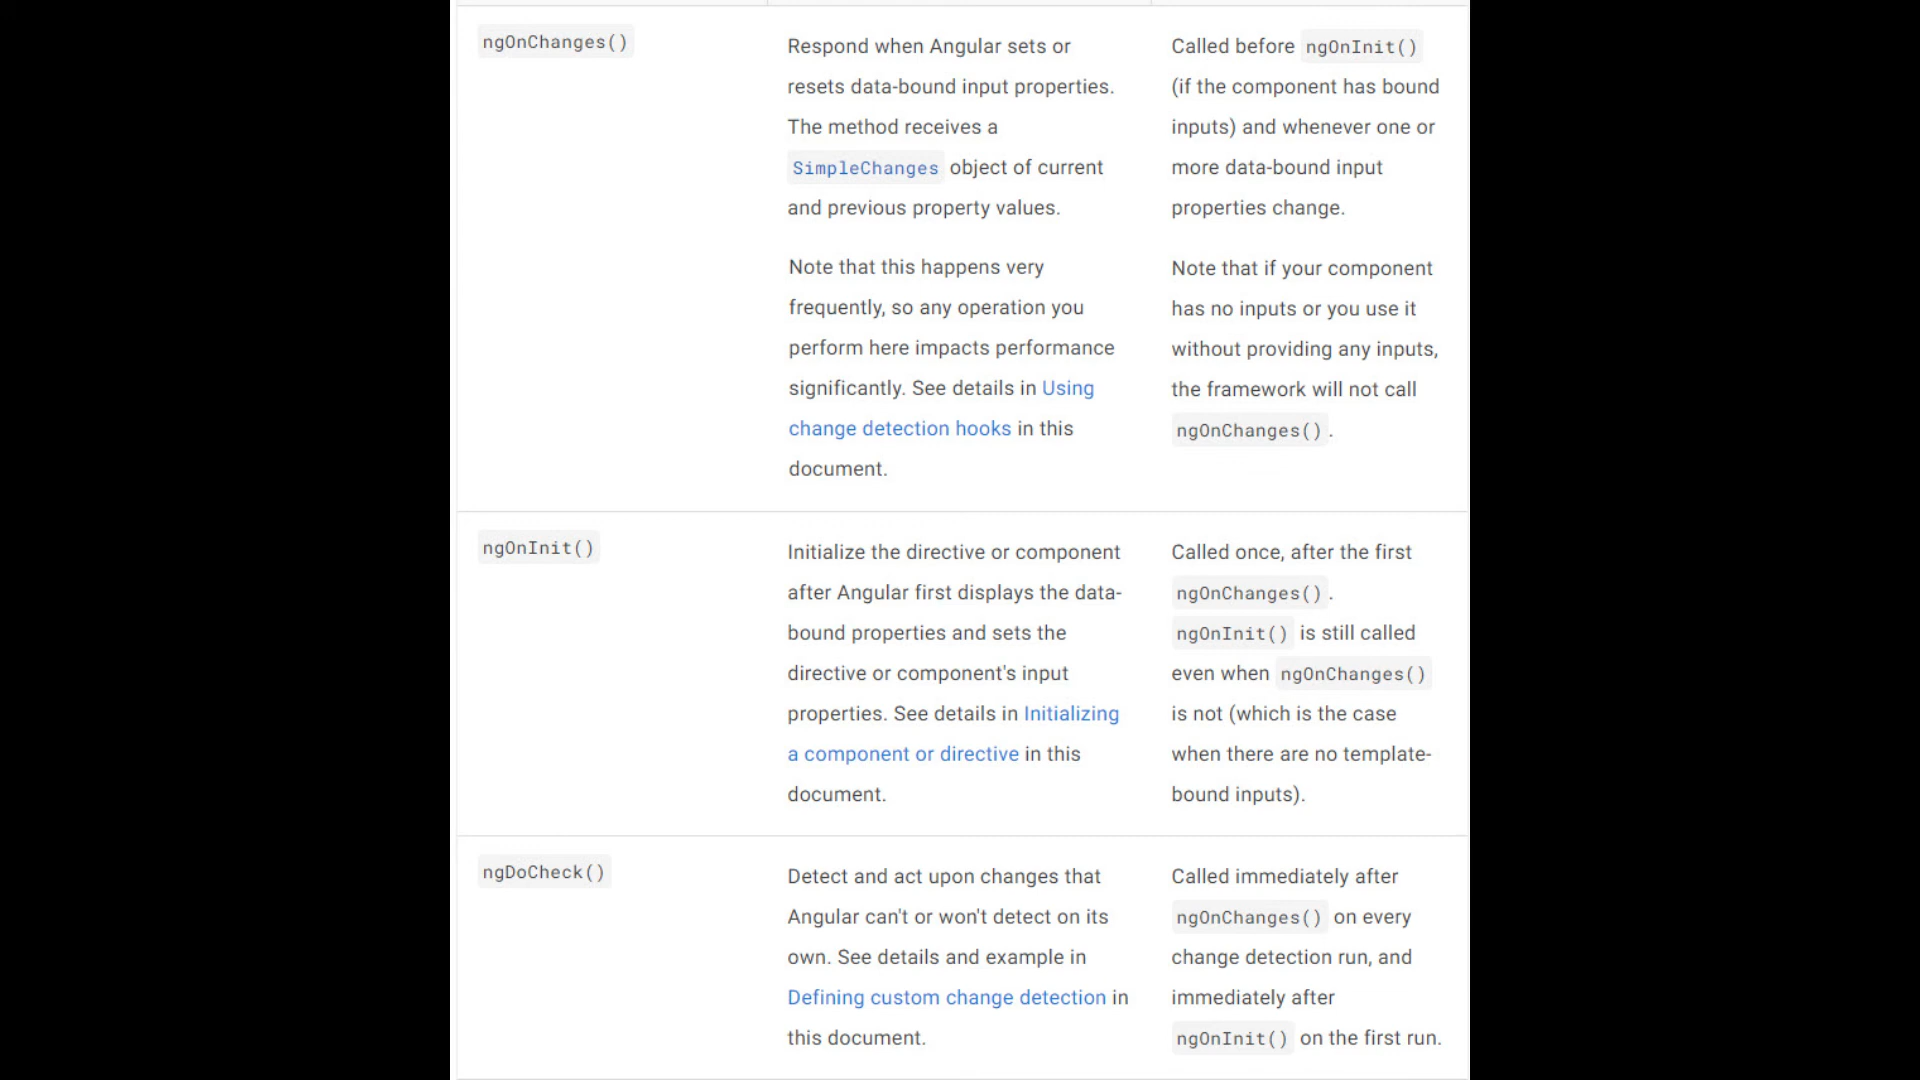 ngOnChanges()
Respond when Angular sets or
resets data-bound input properties.
The method receives a
SimpleChanges object of current
and previous property values.
Note that this happens very
frequently, so any operation you
perform here impacts performance
significantly. See details in Using
change detection hooks in this
document.
Called before ngOnInit()
(if the component has bound
inputs) and whenever one or
more data-bound input
properties change.
Note that if your component
has no inputs or you use it
without providing any inputs,
the framework will not call
ngOnChanges().
ngOnInit()
Initialize the directive or component
after Angular first displays the data-
bound properties and sets the
directive or component's input
properties. See details in Initializing
a component or directive in this
document.
Called once, after the first
ngOnChanges().
ngOnInit() is still called
even when ngOnChanges()
is not (which is the case
when there are no template-
bound inputs).
ngDoCheck()
Detect and act upon changes that
Angular can't or won't detect on its
own. See details and example in
Defining custom change detection in
this document.
Called immediately after
ngOnChanges() on every
change detection run, and
immediately after
ngOnInit() on the first run.